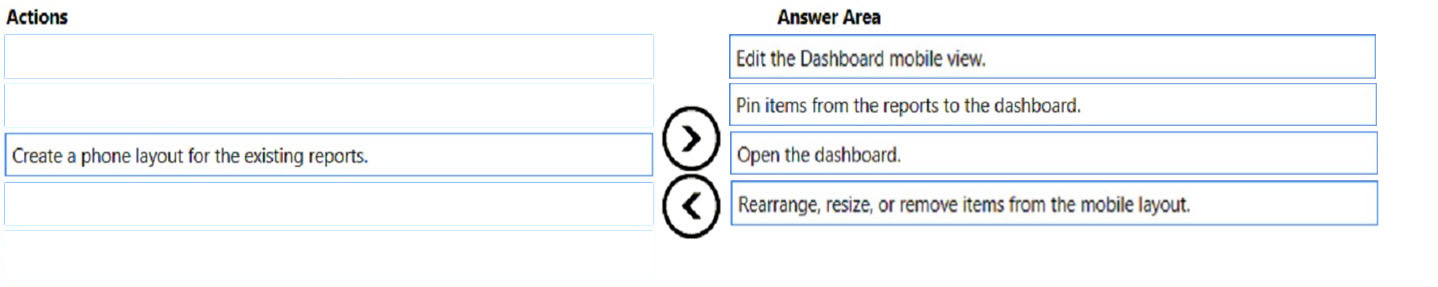 Actions
Answer Area
Edit the Dashboard mobile view.
Pin items from the reports to the dashboard.
Create a phone layout for the existing reports.
Open the dashboard.
Rearrange, resize, or remove items from the mobile layout.